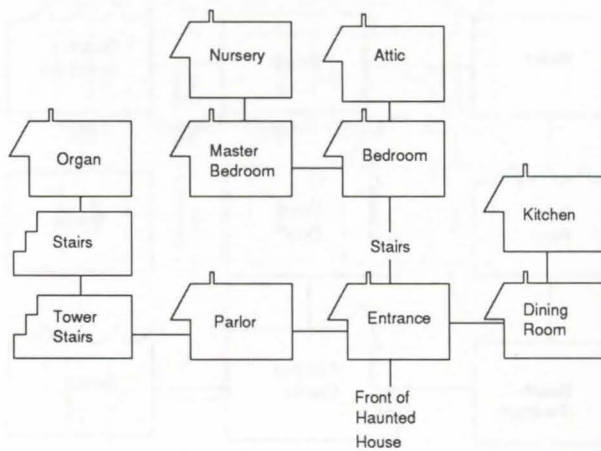 Nursery
Attic
Organ
Master
Bedroom
Bedroom
Kitchen
Stairs
Stairs
Tower
Stairs
Parlor
Entrance
Dining
Room
Front of
Haunted
House